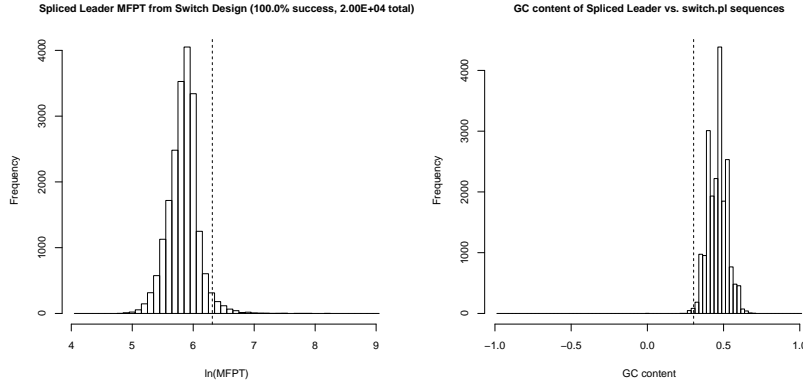 Spliced Leader MFPT from Switch Design (100.0% success, 2.00E+04 total)
Frequency
0 1000 2000 3000 4000
4 5 6 7 8 9
ln(MFPT)
GC content of Spliced Leader vs. switch.pl sequences
Frequency
0 1000 2000 3000 4000
−1.0 −0.5 0.0 0.5 1.0
GC content